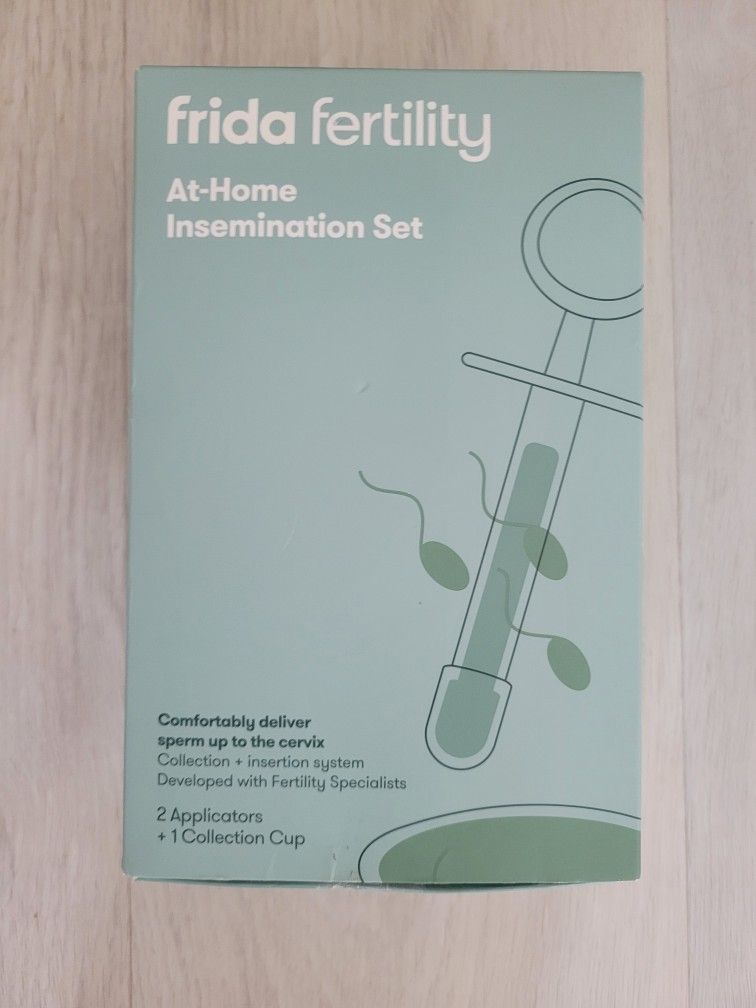 frida fertility
At-Home
Insemination Set
Comfortably deliver
sperm up to the cervix
Collection + insertion system
Developed with Fertility Specialists
2 Applicators
+ 1 Collection Cup